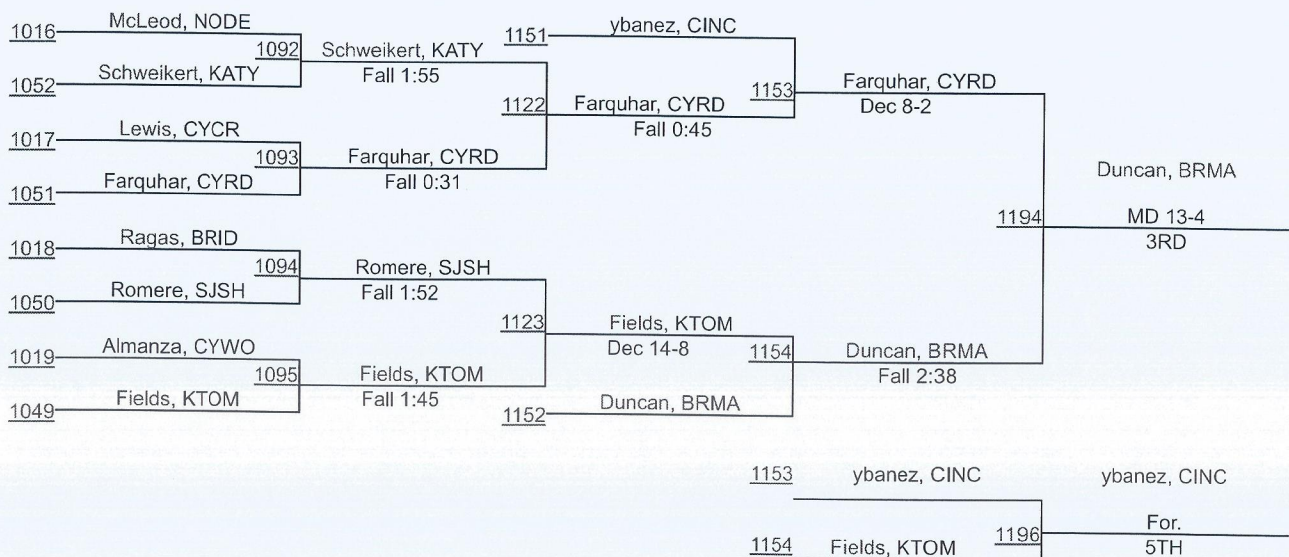 McLeod, NODE
1016
1092
Schweikert, KATY
Fall 1:55
Schweikert, KATY
1052
1151
ybanez, CINC
1153
Farquhar, CYRD
Dec 8-2
1122
Farquhar, CYRD
Fall 0:45
Lewis, CYCR
1017
1093
Farquhar, CYRD
Fall 0:31
Farquhar, CYRD
1051
Duncan, BRMA
1194
MD 13-4
3RD
Ragas, BRID
1018
1094
Romere, SJSH
Fall 1:52
Romere, SJSH
1050
1123
Fields, KTOM
Dec 14-8
1154
Duncan, BRMA
Fall 2:38
Almanza, CYWO
1019
1095
Fields, KTOM
Fall 1:45
Fields, KTOM
1049
1152
Duncan, BRMA
1153
ybanez, CINC
ybanez, CINC
1196
For.
5TH
1154
Fields, KTOM